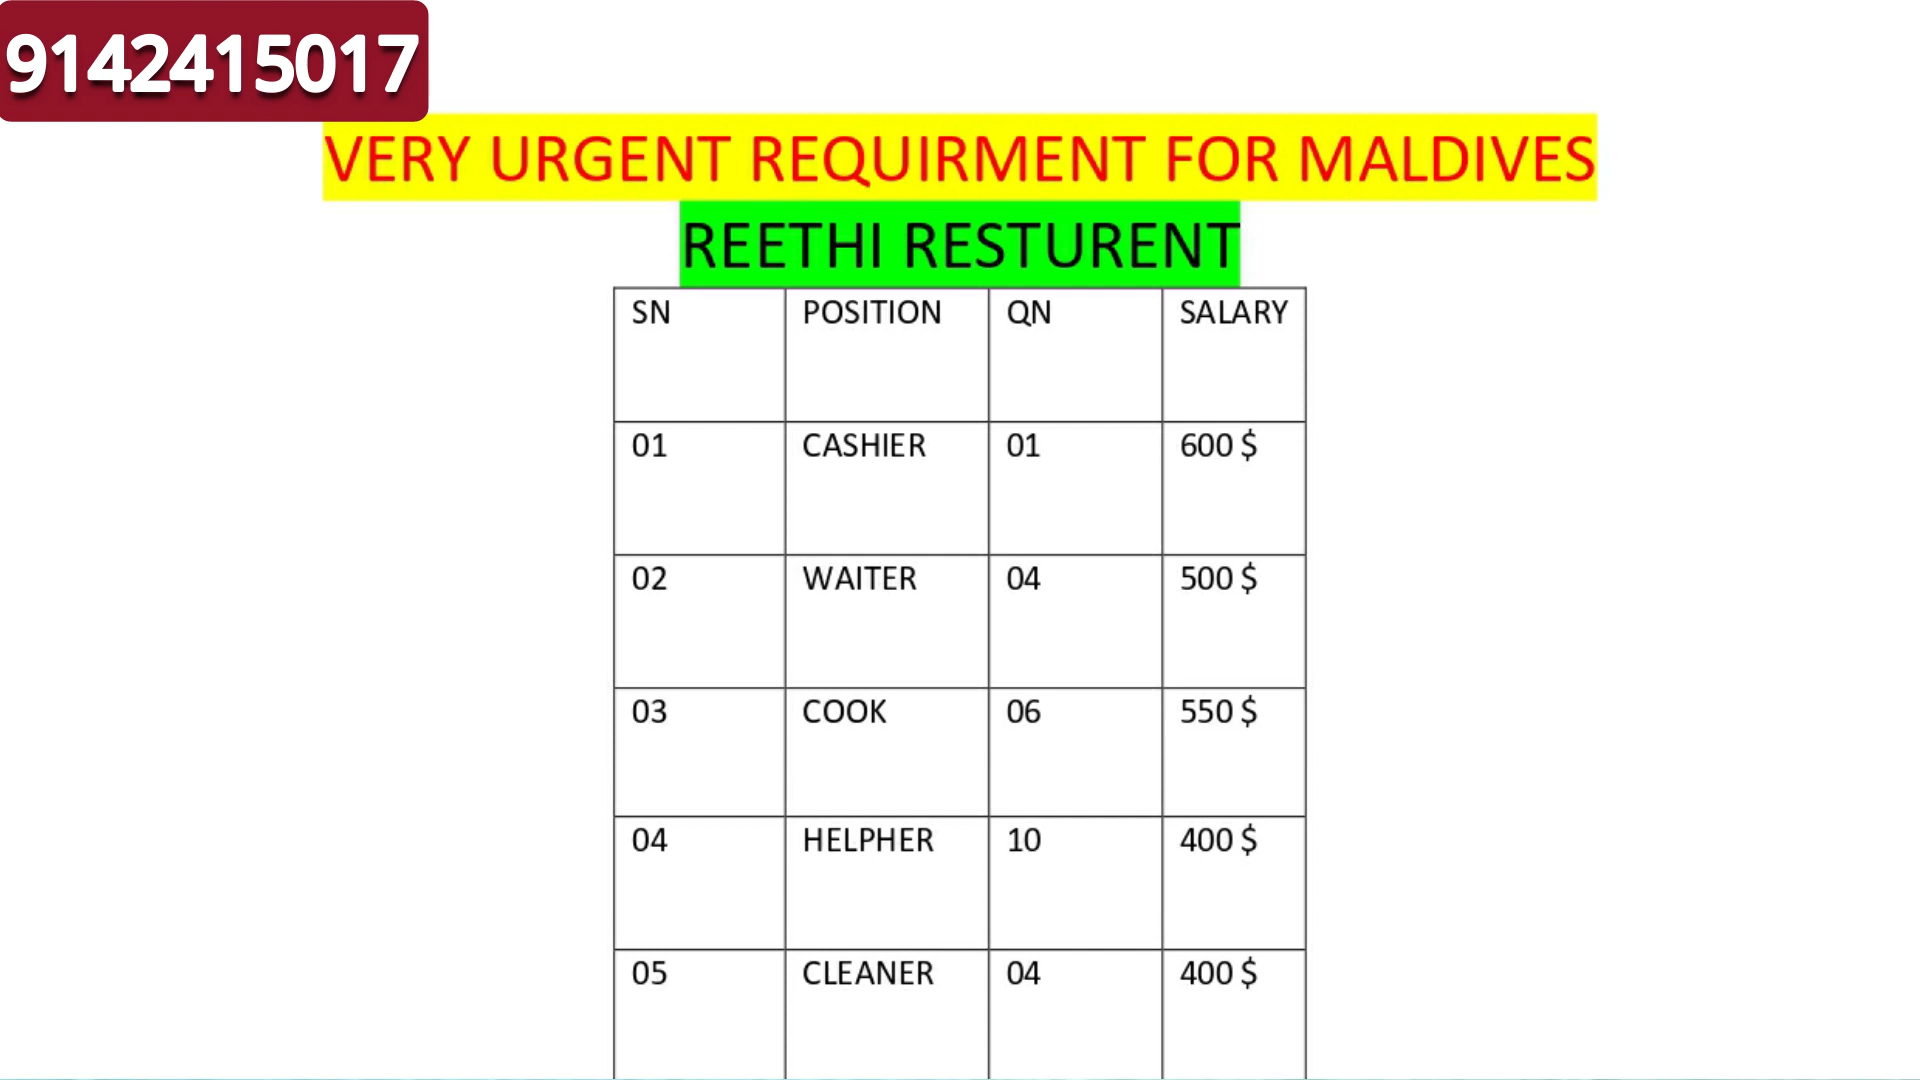 9142415017
VERY URGENT REQUIRMENT FOR MALDIVES
REETHI RESTURENT
SN POSITION QN SALARY
01 CASHIER 01 600 $
02 WAITER 04 500 $
03 COOK 06 550 $
04 HELPHER 10 400 $
05 CLEANER 04 400 $